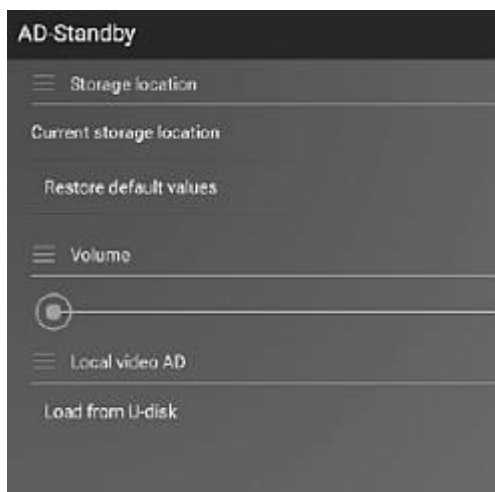 AD-Standby
Storage location
Current storage location
Restore default values
Volume
Local video AD
Load from U-disk